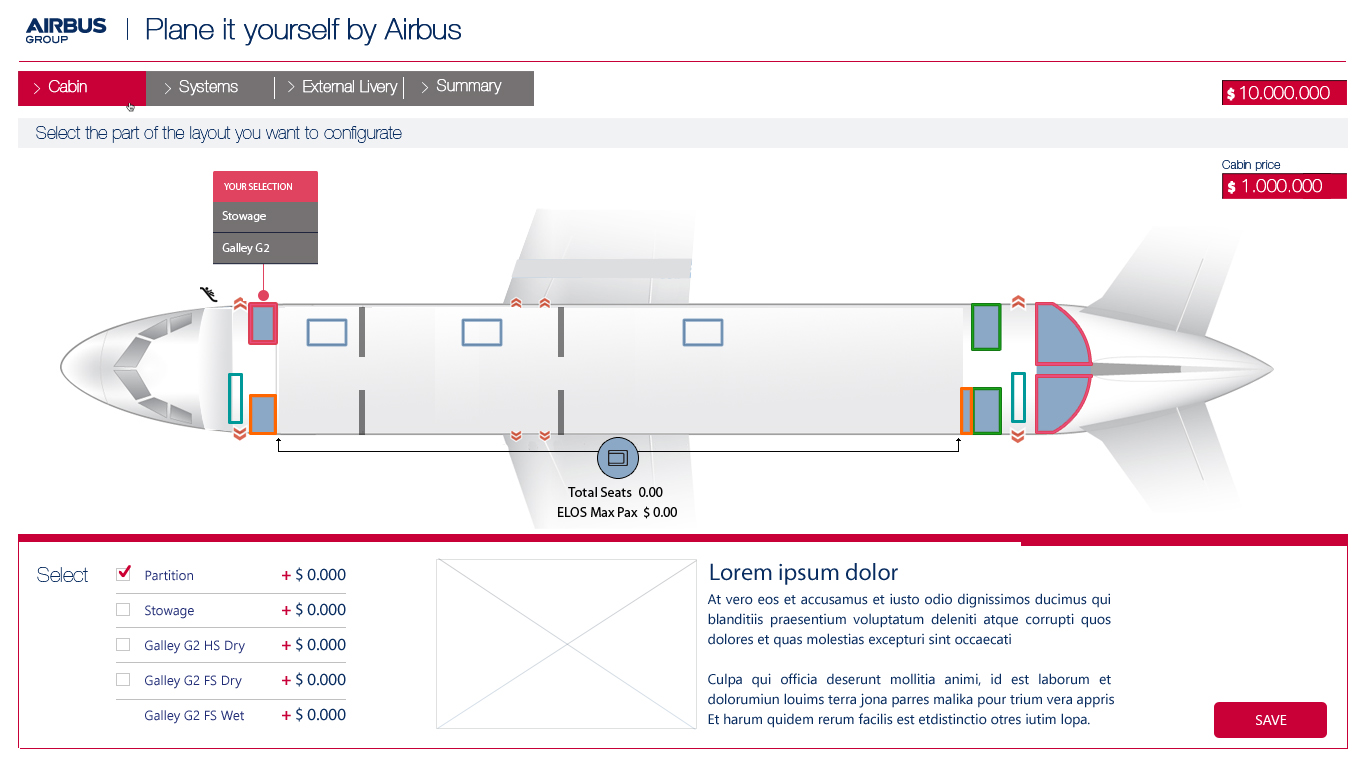 AIRBUS
GROUP
Plane it yourself by Airbus
Cabin
Systems
External Livery
Summary
$ 10.000.000
Select the part of the layout you want to configurate
Cabin price
$ 1.000.000
YOUR SELECTION
Stowage
Galley G2
Total Seats 0.00
ELOS Max Pax $ 0.00
Select
Partition + $ 0.000
Stowage + $ 0.000
Galley G2 HS Dry + $ 0.000
Galley G2 FS Dry + $ 0.000
Galley G2 FS Wet + $ 0.000
Lorem ipsum dolor
At vero eos et accusamus et iusto odio dignissimos ducimus qui
blanditiis praesentium voluptatum deleniti atque corrupti quos
dolores et quas molestias excepturi sint occaecati
Culpa qui officia deserunt mollitia animi, id est laborum et
dolorumiun louims terra jona parres malika pour trium vera appris
Et harum quidem rerum facilis est etdistinctio otres iutim lopa.
SAVE